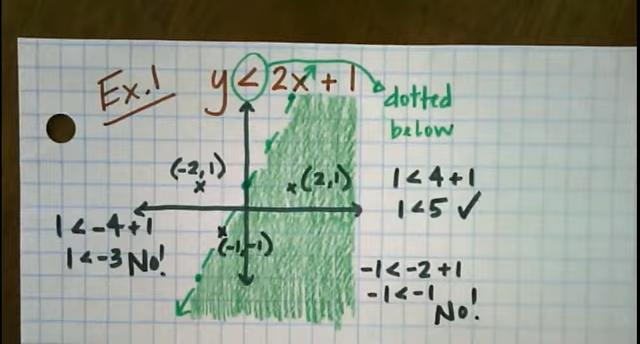 Ex.1
y < 2x + 1
dotted
below
(-2,1)
(2,1)
(-1,-1)
1 < 4 + 1
1 < 5 ✓
1 < -4 + 1
1 < -3 No!
-1 < -2 + 1
-1 < -1
No!